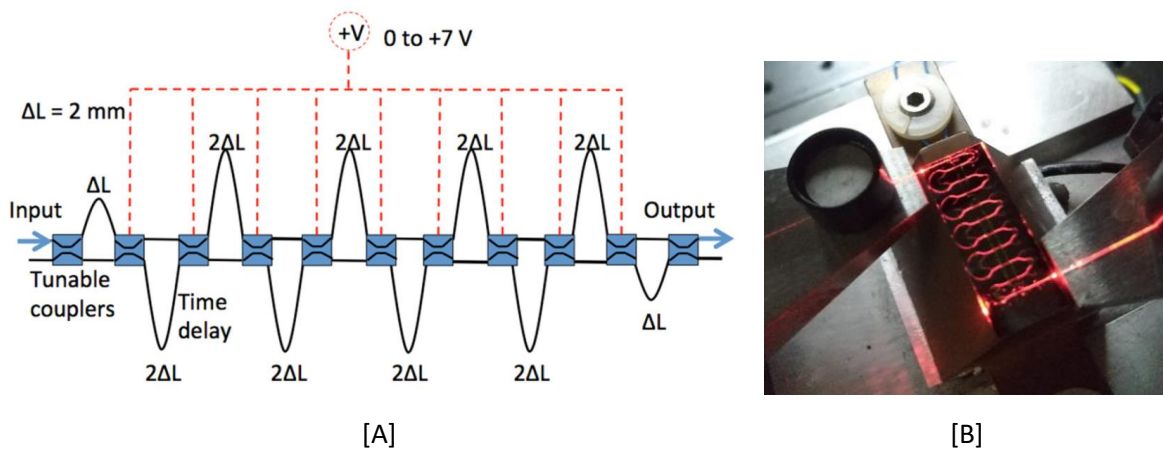 +V 0 to +7 V
ΔL = 2 mm
2ΔL 2ΔL 2ΔL 2ΔL
ΔL
Input Output
Tunable
couplers
Time
delay
ΔL
2ΔL 2ΔL 2ΔL 2ΔL
[A] [B]